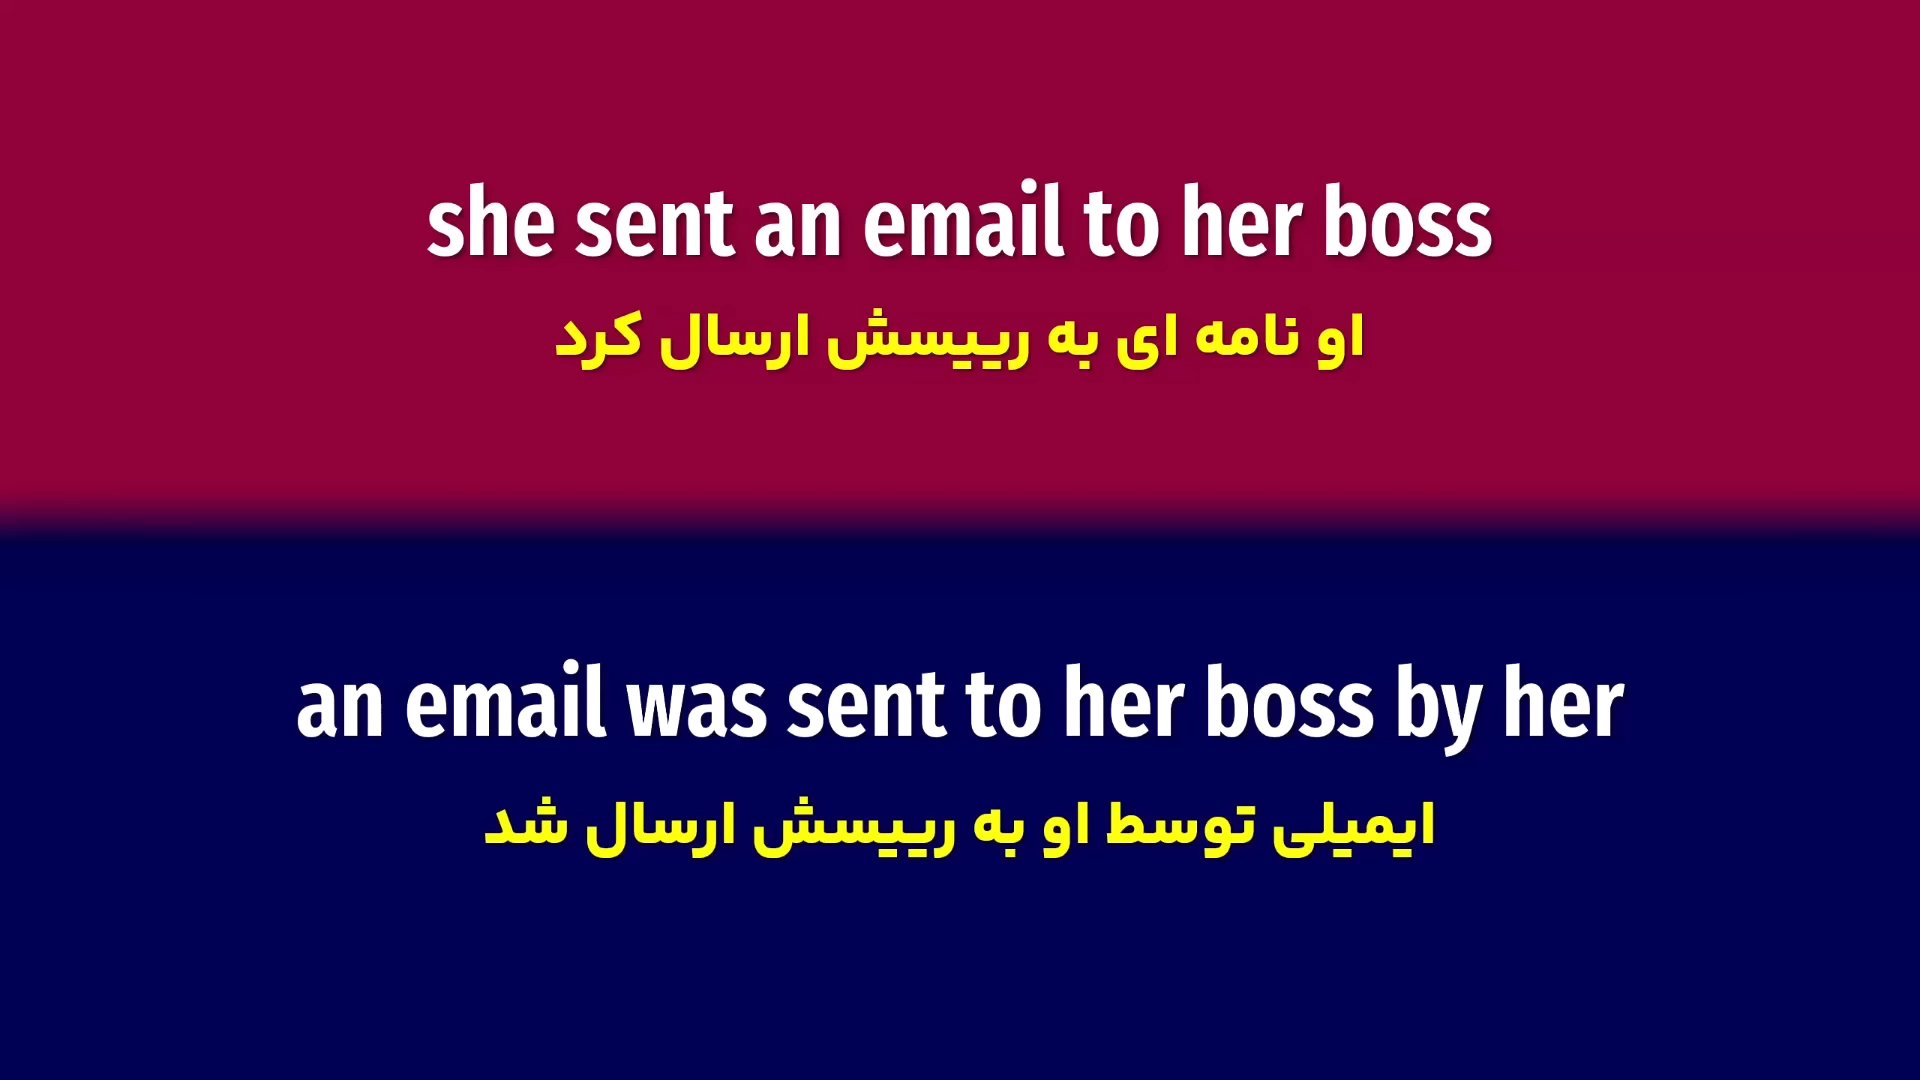 she sent an email to her boss
او نامه ای به رییسش ارسال کرد
an email was sent to her boss by her
ایمیلی توسط او به رییسش ارسال شد